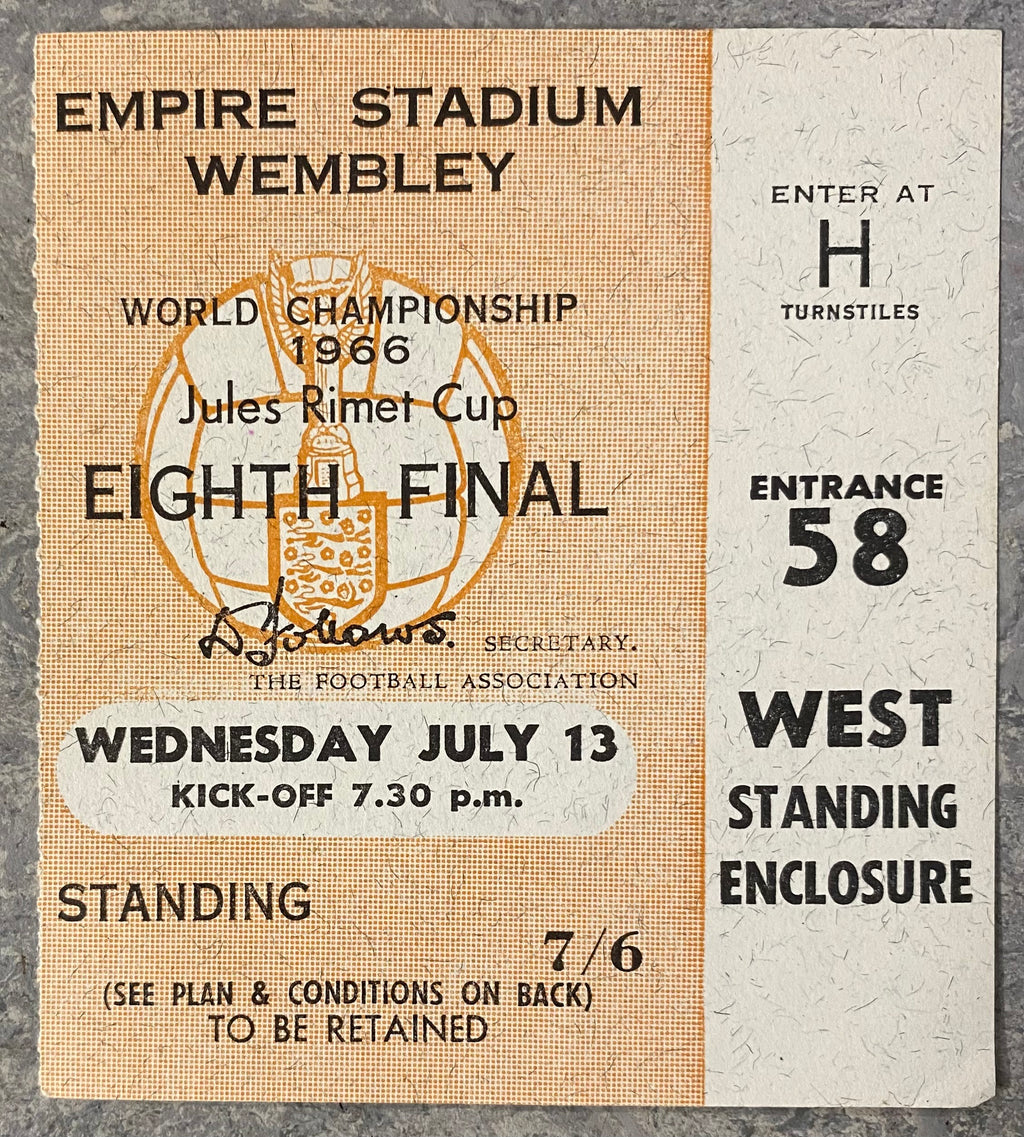 EMPIRE STADIUM
WEMBLEY
WORLD CHAMPIONSHIP
1966
Jules Rimet Cup
EIGHTH FINAL
D Follows. SECRETARY.
THE FOOTBALL ASSOCIATION
WEDNESDAY JULY 13
KICK-OFF 7.30 p.m.
STANDING
7/6
(SEE PLAN & CONDITIONS ON BACK)
TO BE RETAINED
ENTER AT
H
TURNSTILES
ENTRANCE
58
WEST
STANDING
ENCLOSURE